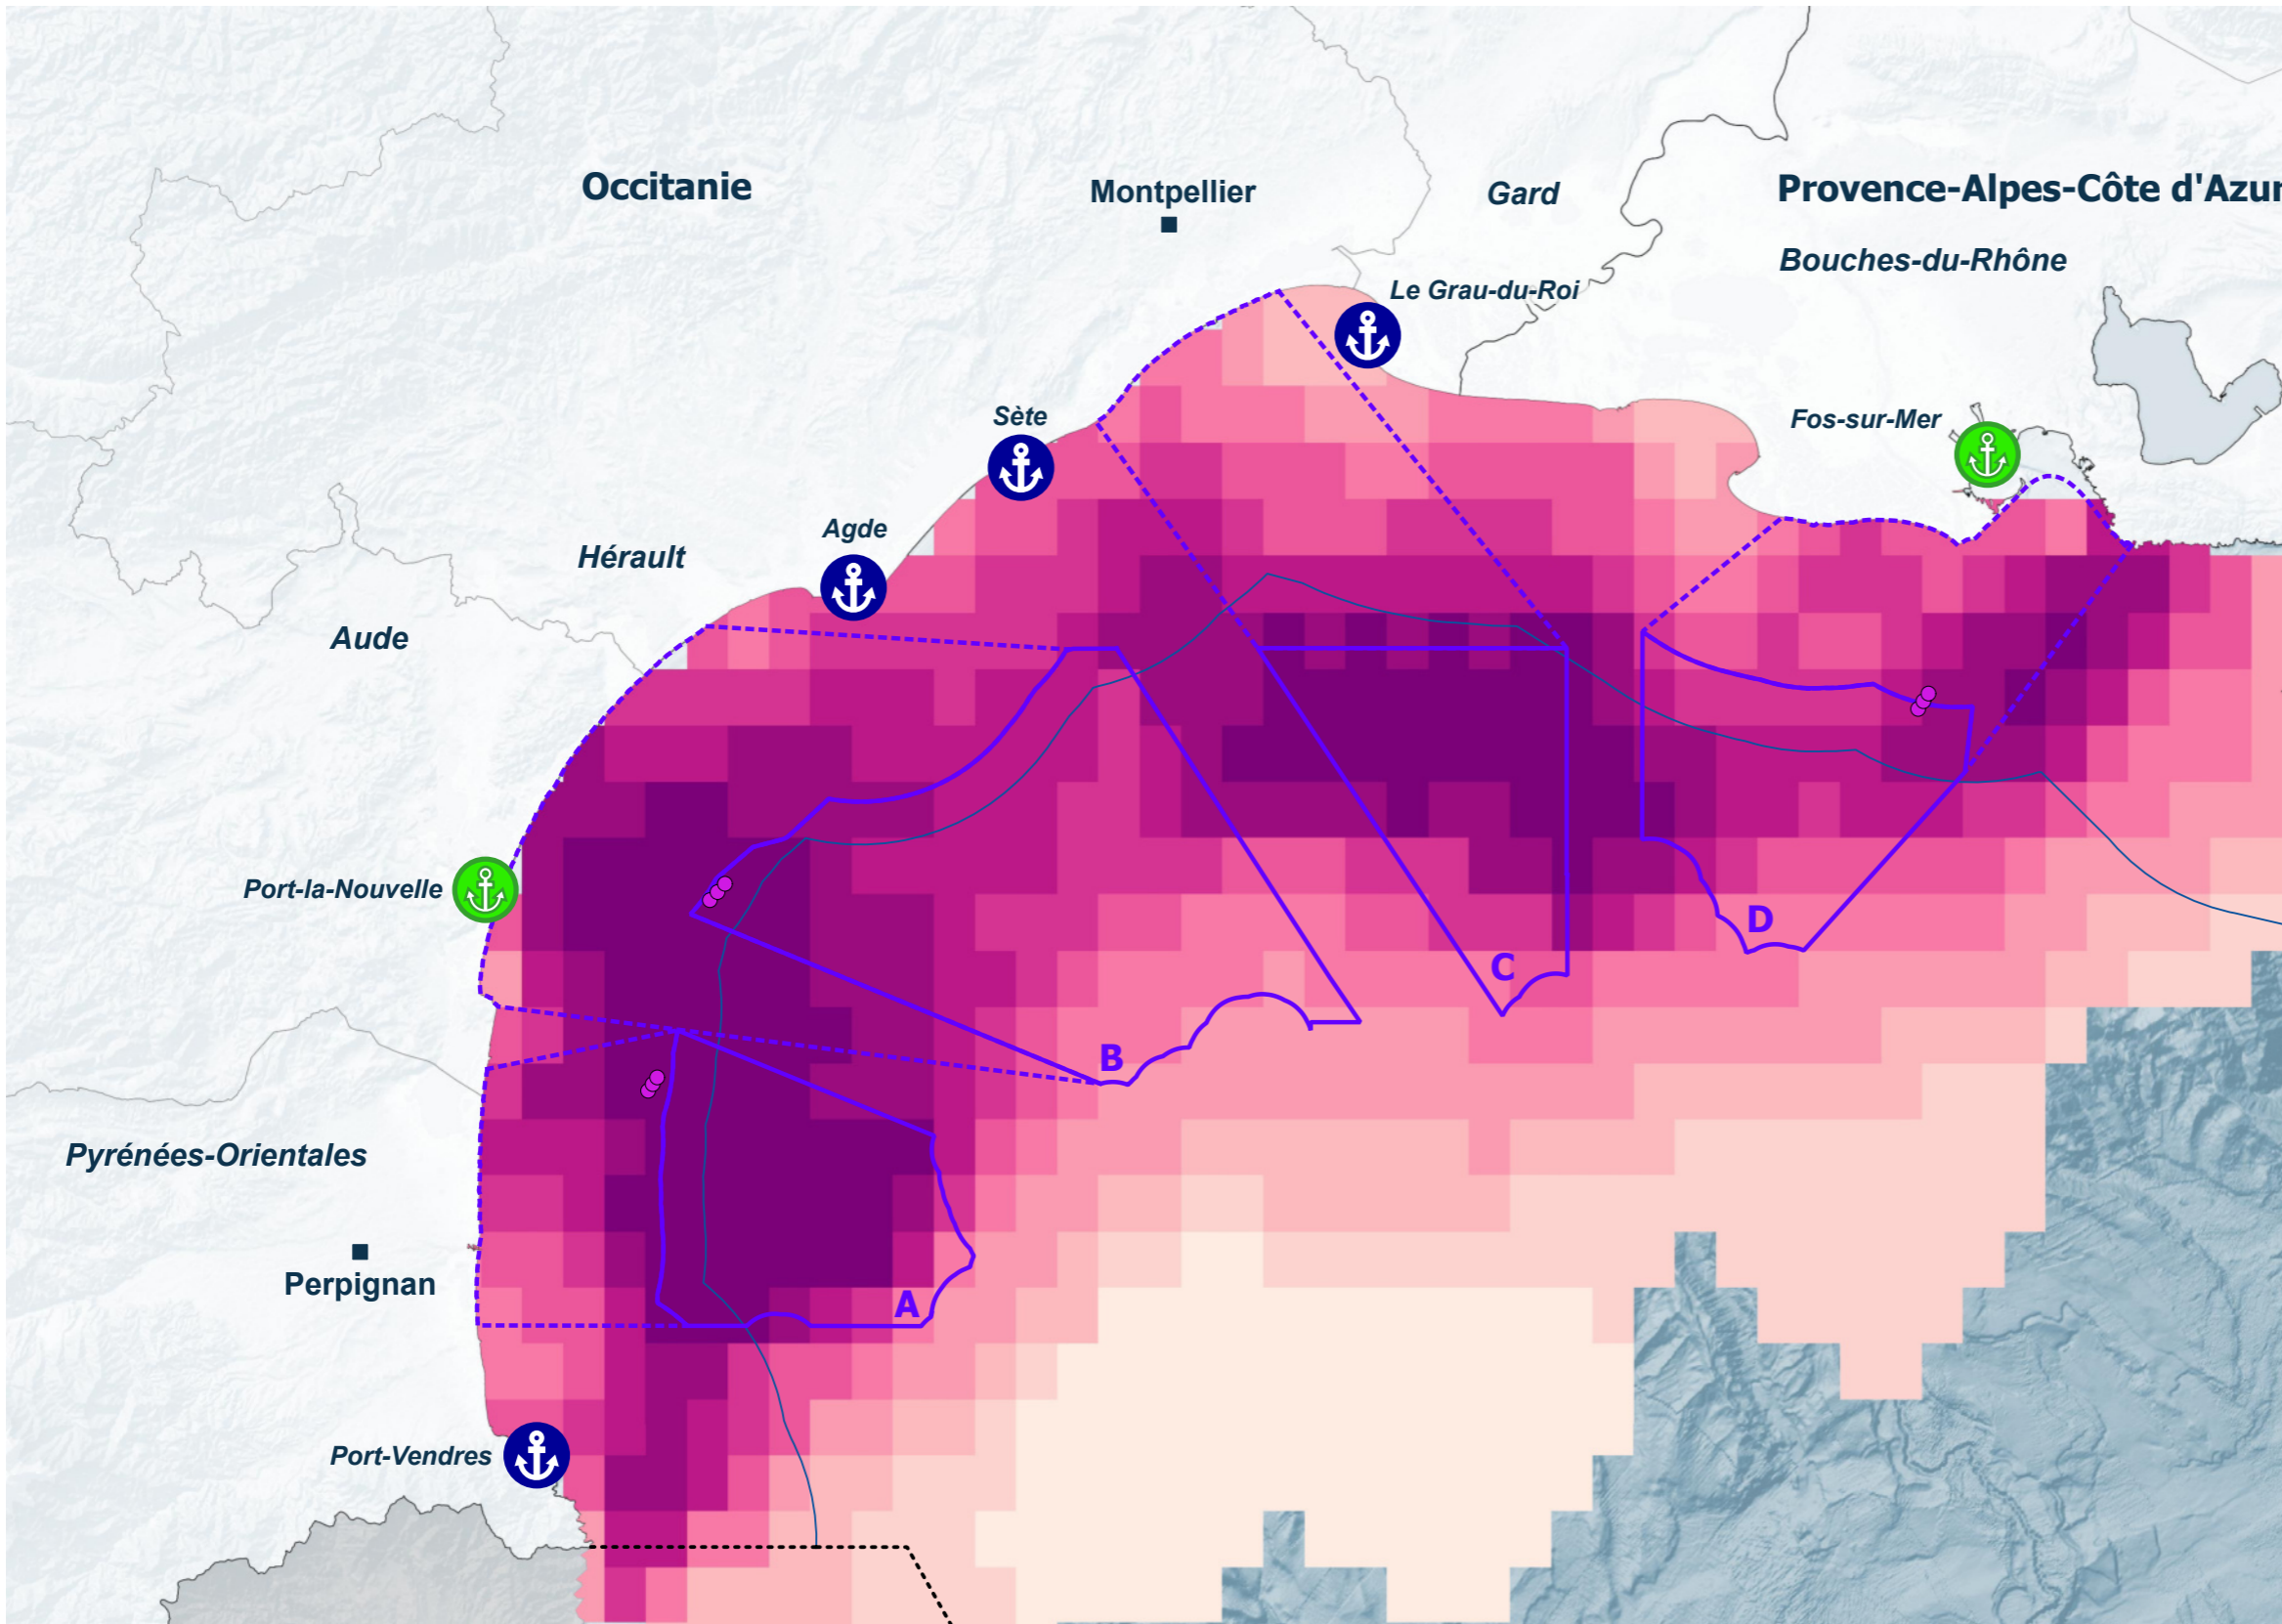 Occitanie
Montpellier
Gard
Provence-Alpes-Côte d'Azur
Bouches-du-Rhône
Le Grau-du-Roi
Sète
Fos-sur-Mer
Agde
Hérault
Aude
Port-la-Nouvelle
D
C
B
Pyrénées-Orientales
Perpignan
A
Port-Vendres